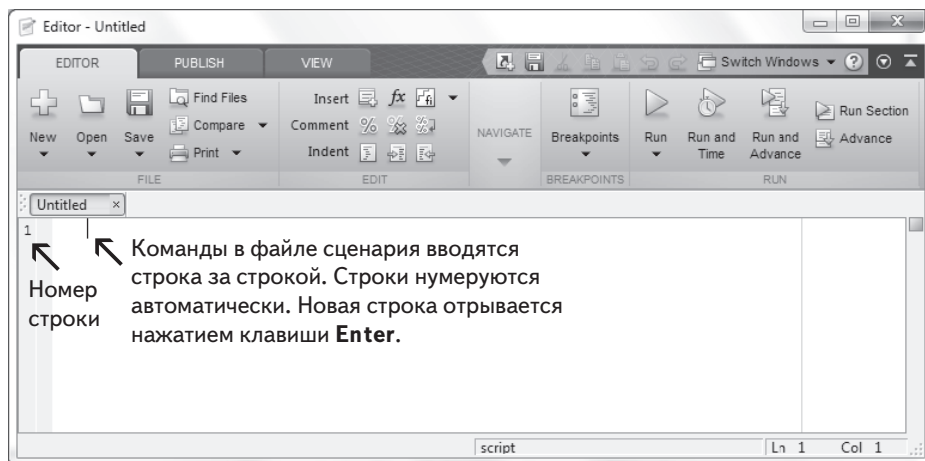 Editor - Untitled
EDITOR PUBLISH VIEW Switch Windows
Find Files Insert fx
New Open Save Compare Comment NAVIGATE Breakpoints Run Run and Time Run and Advance Run Section Advance
Print Indent
FILE EDIT BREAKPOINTS RUN
Untitled
1
Номер
строки
Команды в файле сценария вводятся
строка за строкой. Строки нумеруются
автоматически. Новая строка отрывается
нажатием клавиши Enter.
script Ln 1 Col 1